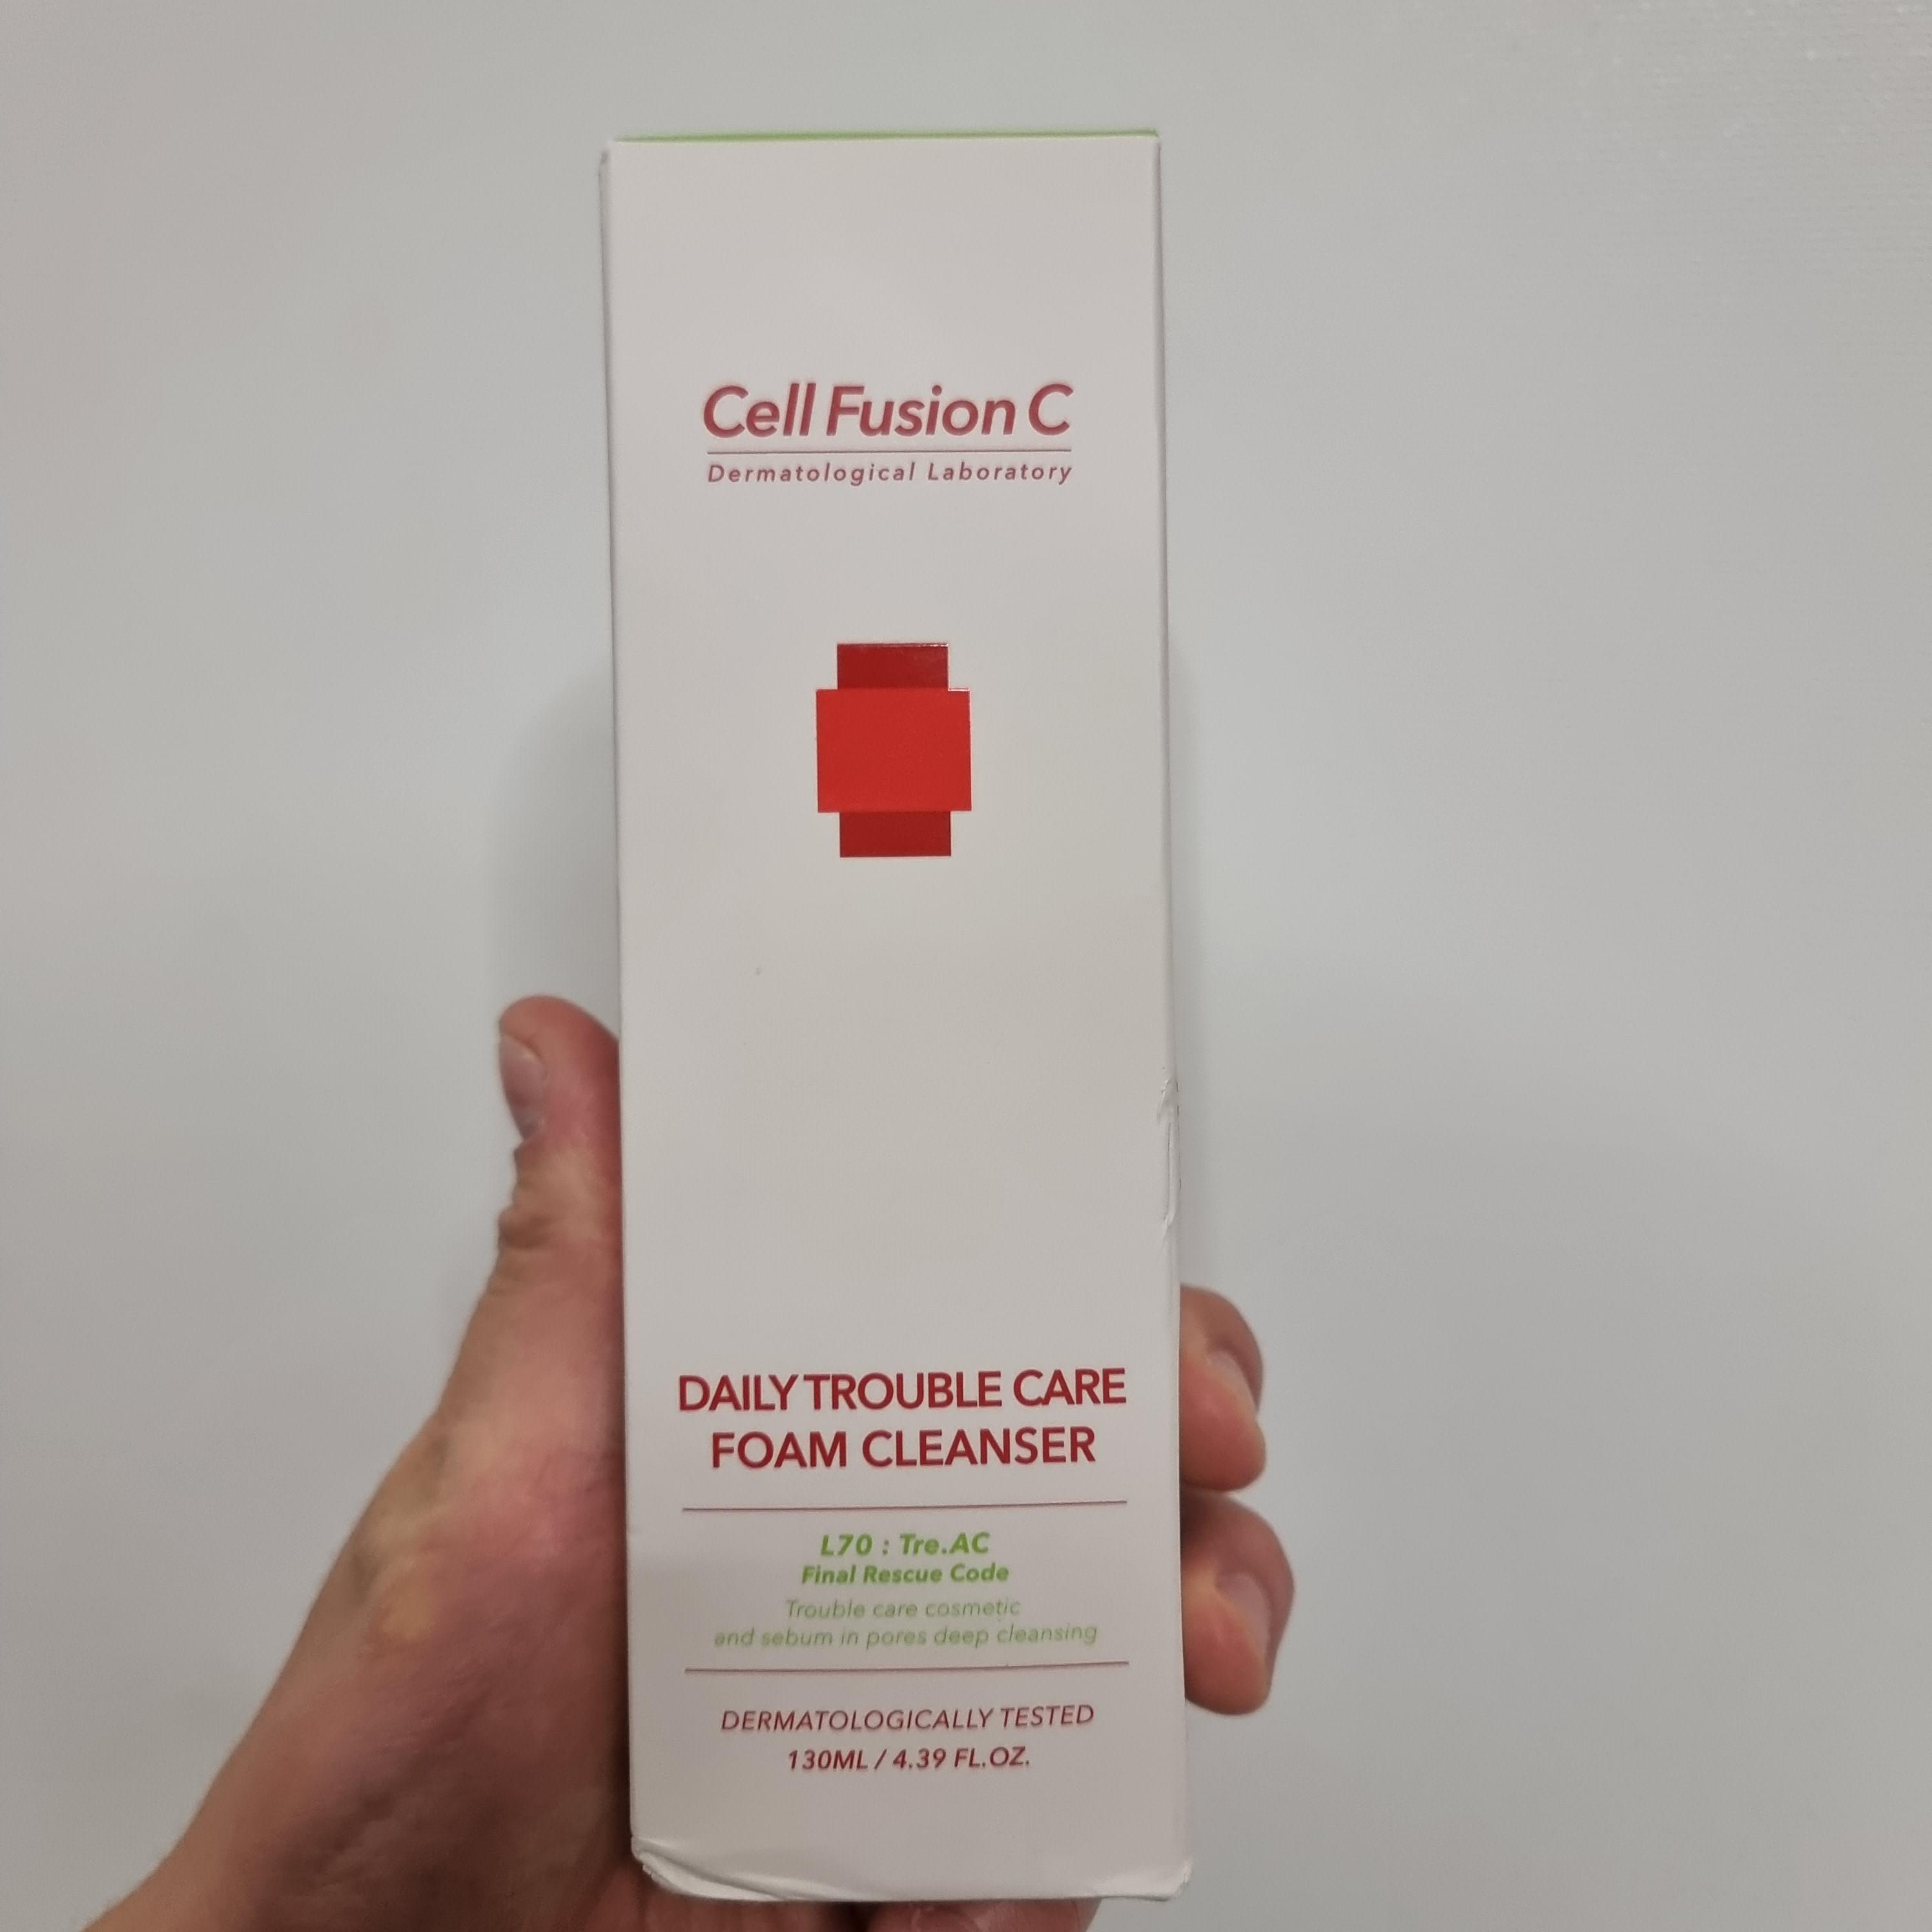 Cell Fusion C
Dermatological Laboratory
DAILY TROUBLE CARE
FOAM CLEANSER
L70 : Tre.AC
Final Rescue Code
Trouble care cosmetic
and sebum in pores deep cleansing
DERMATOLOGICALLY TESTED
130ML / 4.39 FL.OZ.